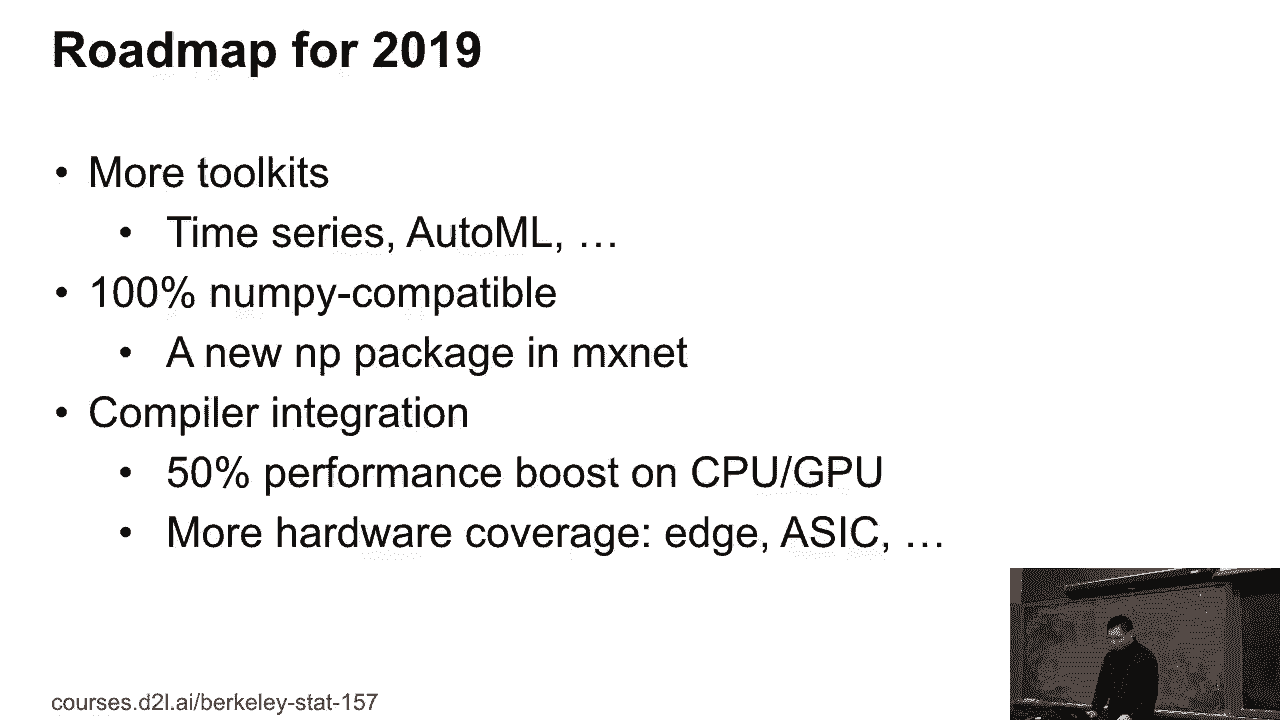 Roadmap for 2019
• More toolkits
• Time series, AutoML, …
• 100% numpy-compatible
• A new np package in mxnet
• Compiler integration
• 50% performance boost on CPU/GPU
• More hardware coverage: edge, ASIC, …
courses.d2l.ai/berkeley-stat-157